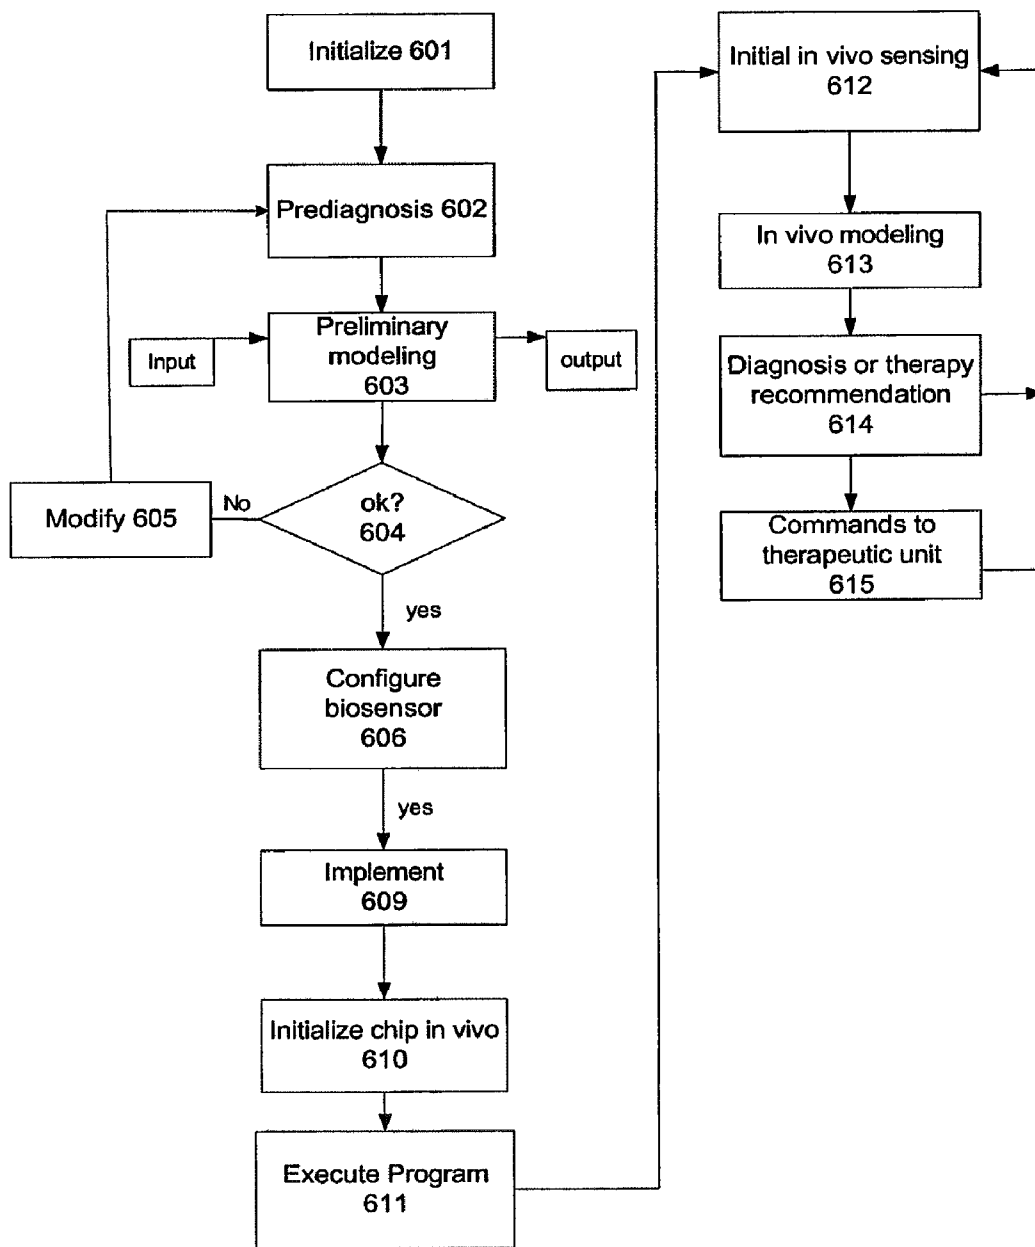 Initialize 601
Prediagnosis 602
Input
Preliminary
modeling
603
output
ok?
604
No
Modify 605
yes
Configure
biosensor
606
yes
Implement
609
Initialize chip in vivo
610
Execute Program
611
Initial in vivo sensing
612
In vivo modeling
613
Diagnosis or therapy
recommendation
614
Commands to
therapeutic unit
615